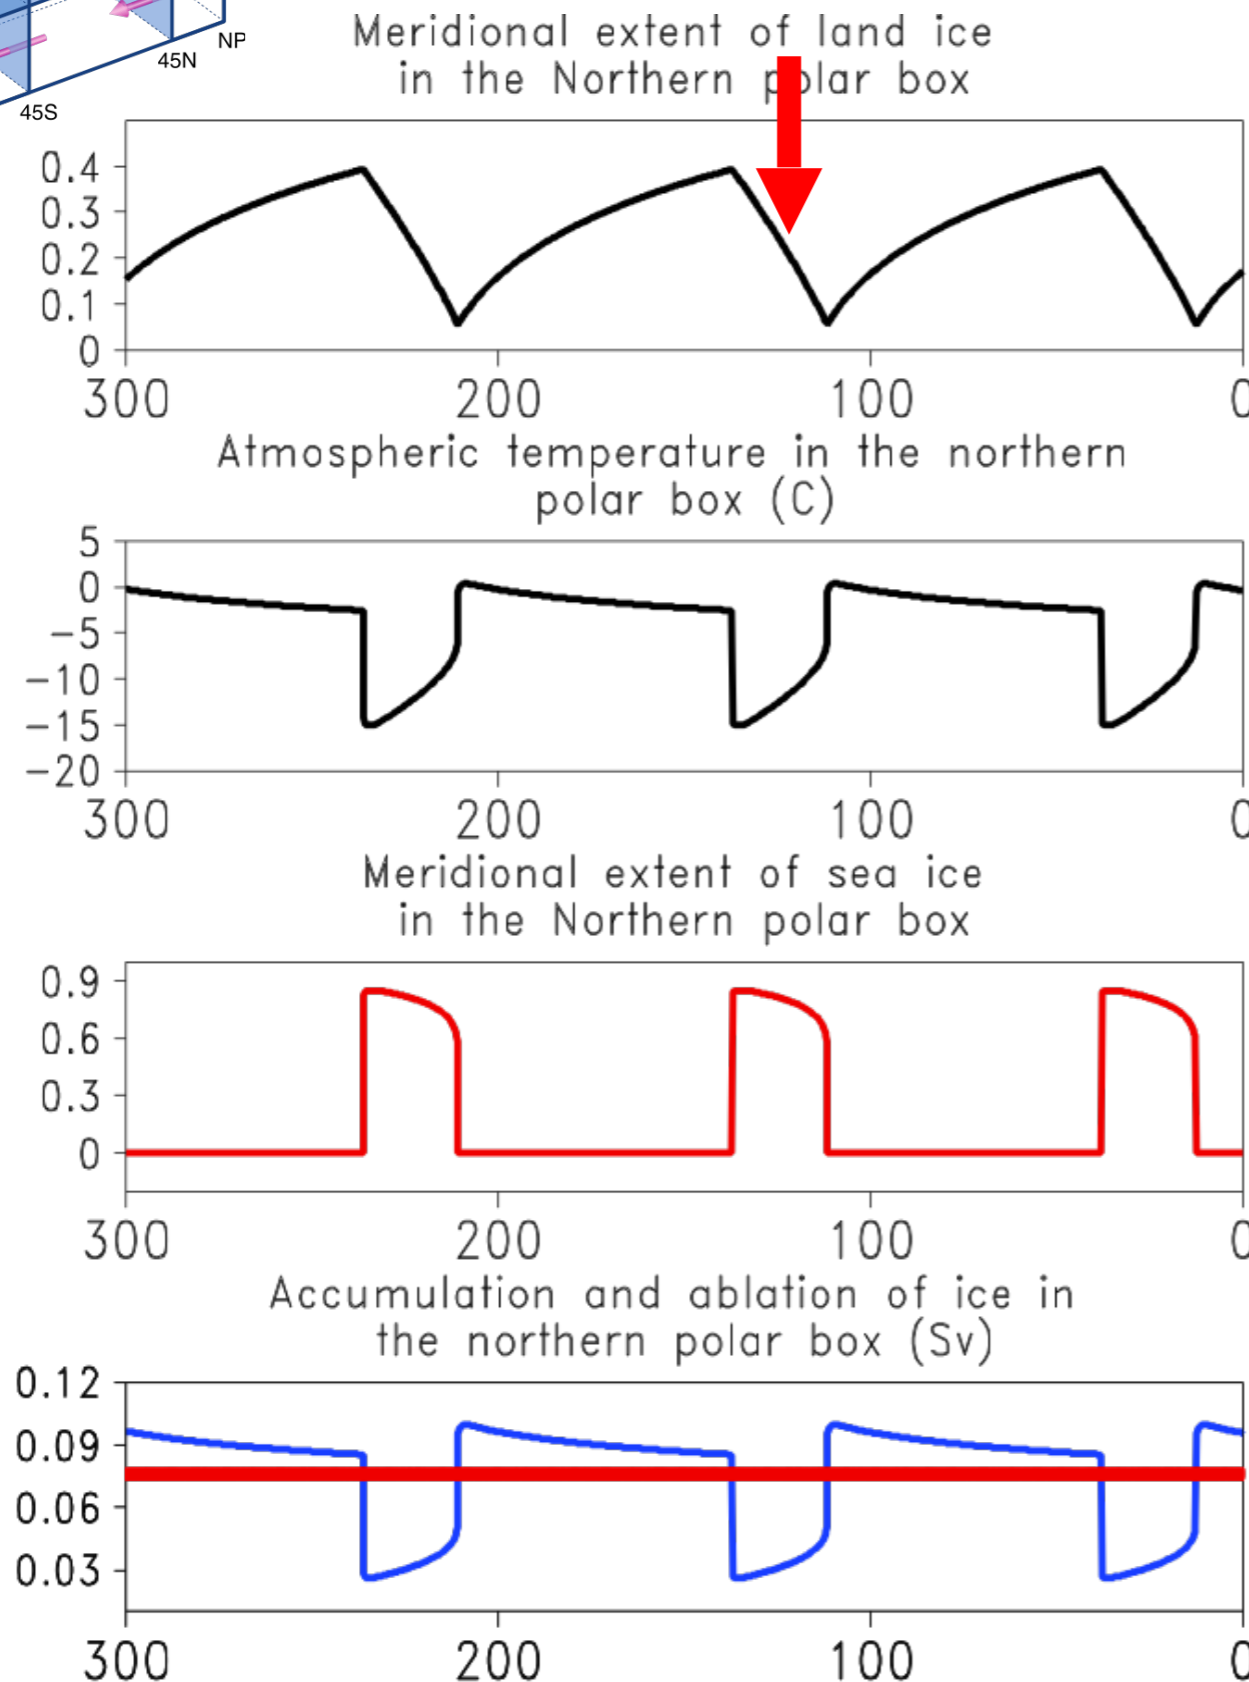 NP
45N
45S
Meridional extent of land ice
in the Northern polar box
0.4
0.3
0.2
0.1
0
300 200 100 0
Atmospheric temperature in the northern
polar box (C)
5
0
−5
−10
−15
−20
300 200 100 0
Meridional extent of sea ice
in the Northern polar box
0.9
0.6
0.3
0
300 200 100 0
Accumulation and ablation of ice in
the northern polar box (Sv)
0.12
0.09
0.06
0.03
300 200 100 0